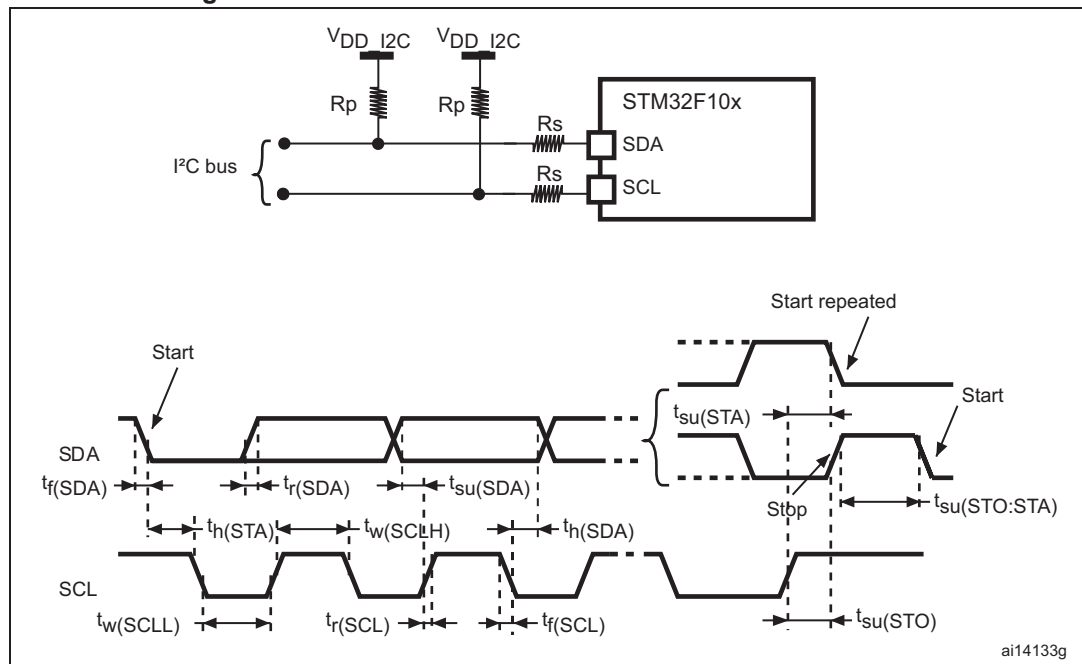 VDD_I2C VDD_I2C
Rp Rp
STM32F10x
Rs SDA
I²C bus
Rs SCL
Start repeated
Start
Start
tsu(STA)
SDA
tf(SDA) tr(SDA) tsu(SDA)
Stop tsu(STO:STA)
th(STA) tw(SCLH) th(SDA)
SCL
tw(SCLL) tr(SCL) tf(SCL) tsu(STO)
ai14133g